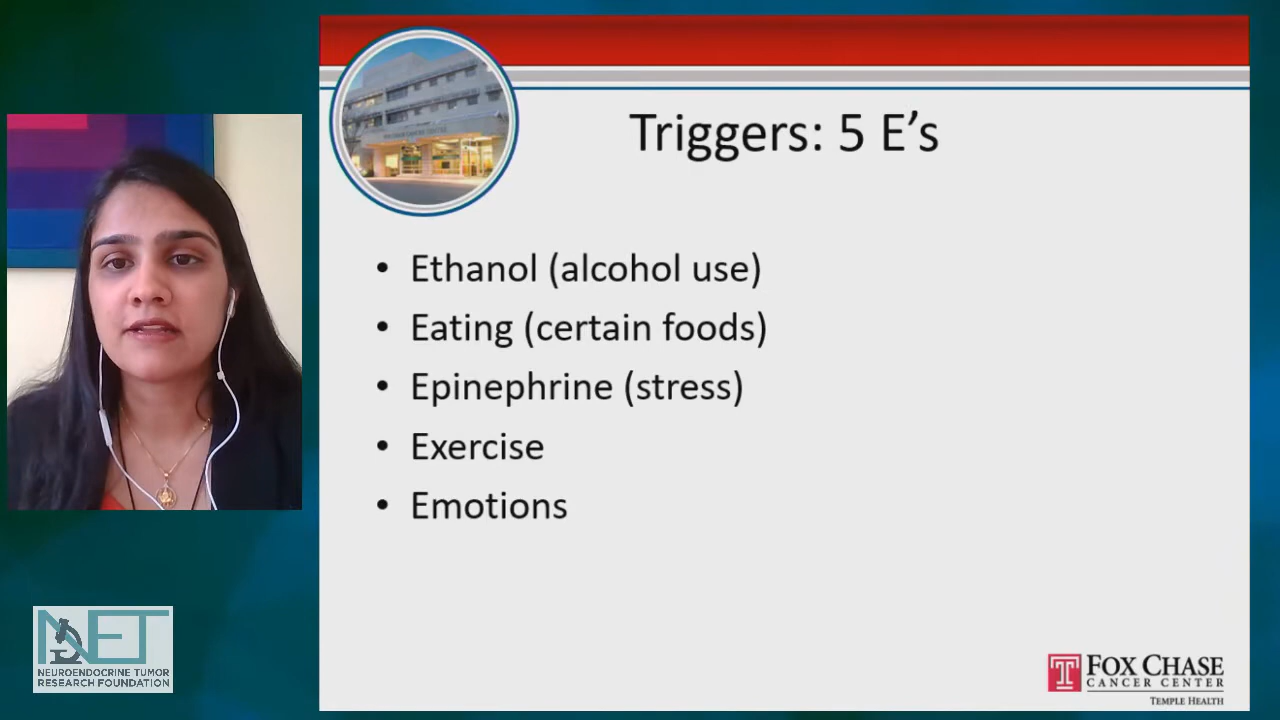 Triggers: 5 E’s
• Ethanol (alcohol use)
• Eating (certain foods)
• Epinephrine (stress)
• Exercise
• Emotions
NET
NEUROENDOCRINE TUMOR
RESEARCH FOUNDATION
FOX CHASE
CANCER CENTER
TEMPLE HEALTH